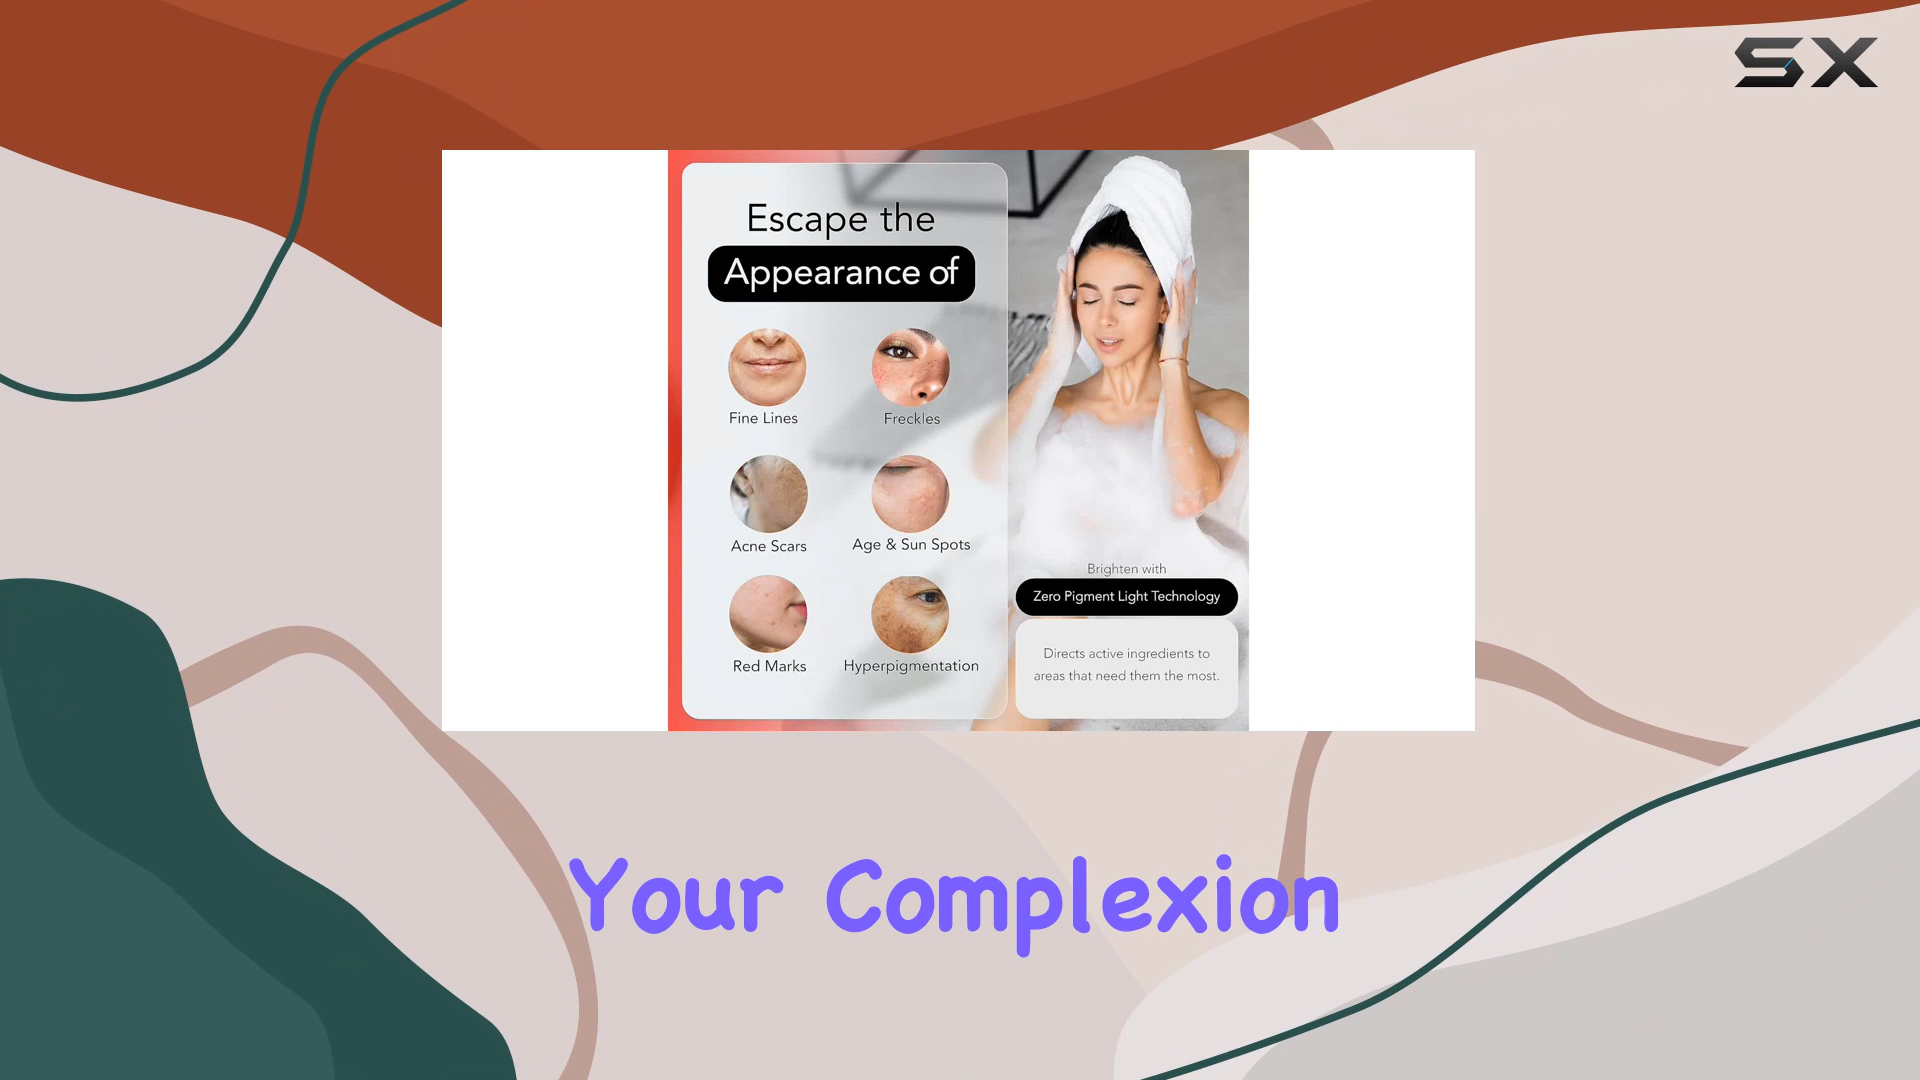 SX
Escape the
Appearance of
Fine Lines
Freckles
Acne Scars
Age & Sun Spots
Red Marks
Hyperpigmentation
Brighten with
Zero Pigment Light Technology
Directs active ingredients to
areas that need them the most.
Your Complexion